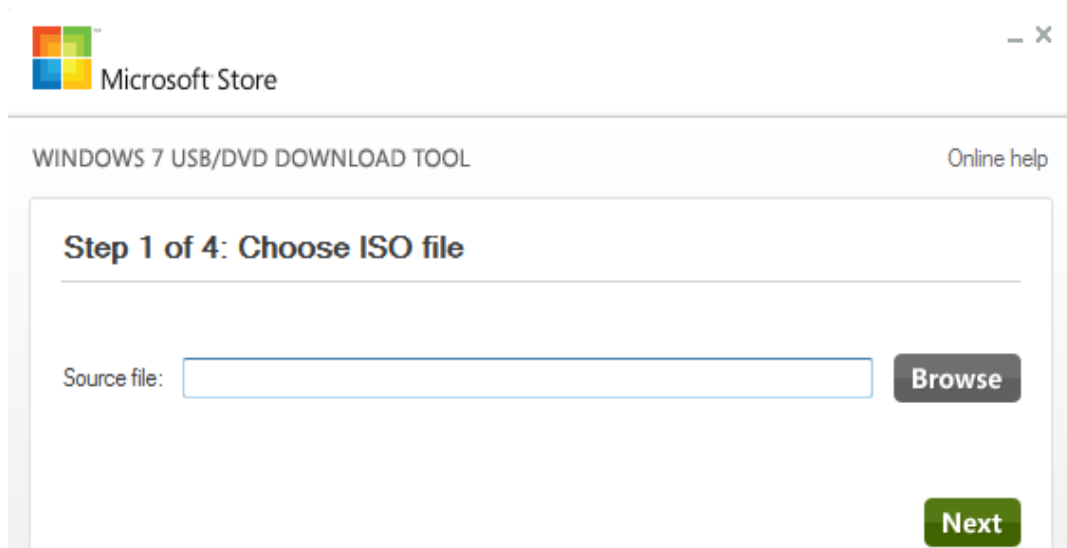 Microsoft Store
WINDOWS 7 USB/DVD DOWNLOAD TOOL
Online help
Step 1 of 4: Choose ISO file
Source file:
Browse
Next